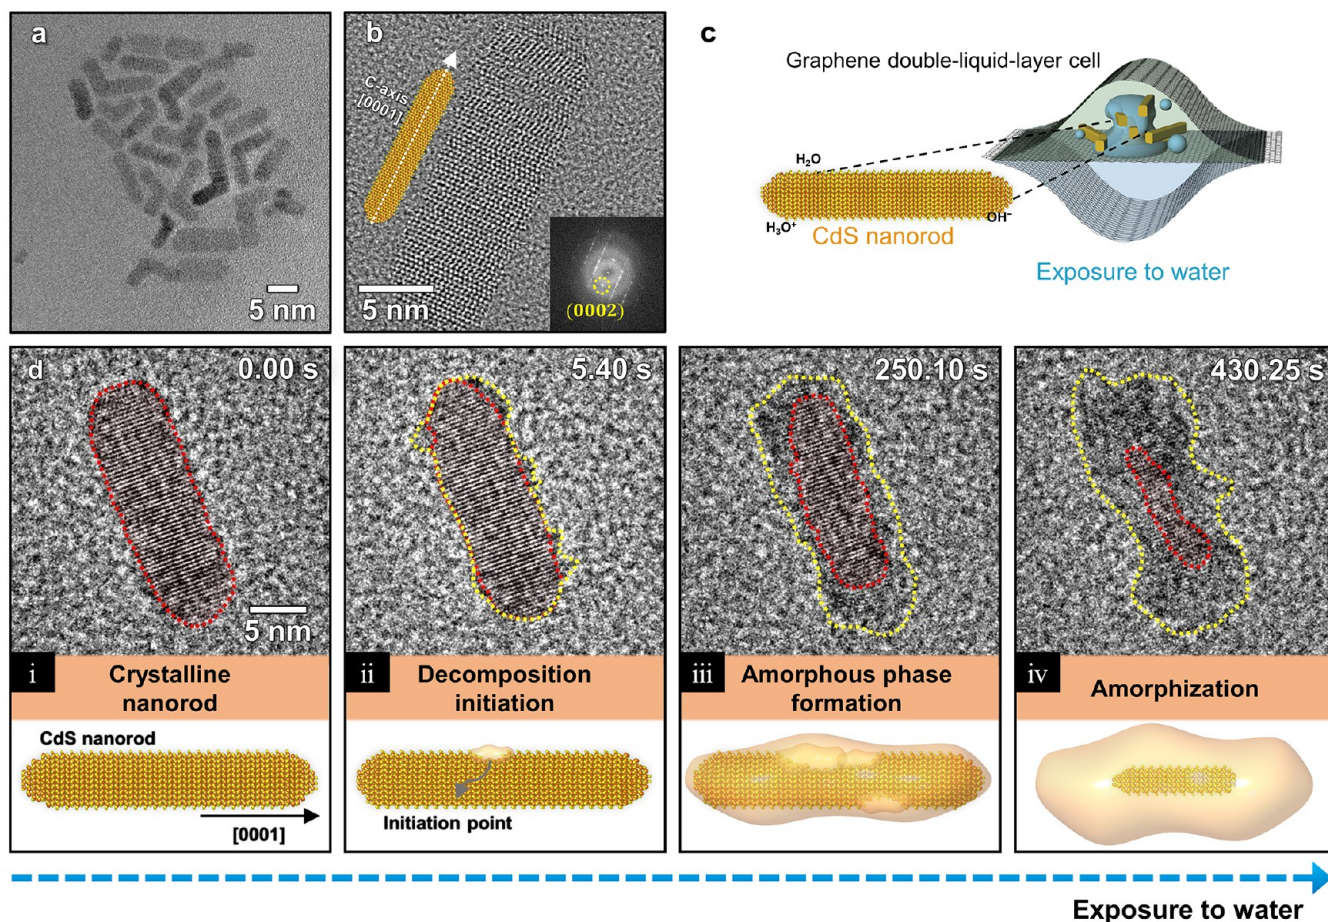 a
5 nm
b
C-axis
[0001]
5 nm
(0002)
c
Graphene double-liquid-layer cell
H₂O
H₃O⁺
OH⁻
CdS nanorod
Exposure to water
d
0.00 s
5 nm
5.40 s
250.10 s
430.25 s
i
Crystalline
nanorod
ii
Decomposition
initiation
iii
Amorphous phase
formation
iv
Amorphization
CdS nanorod
[0001]
Initiation point
Exposure to water